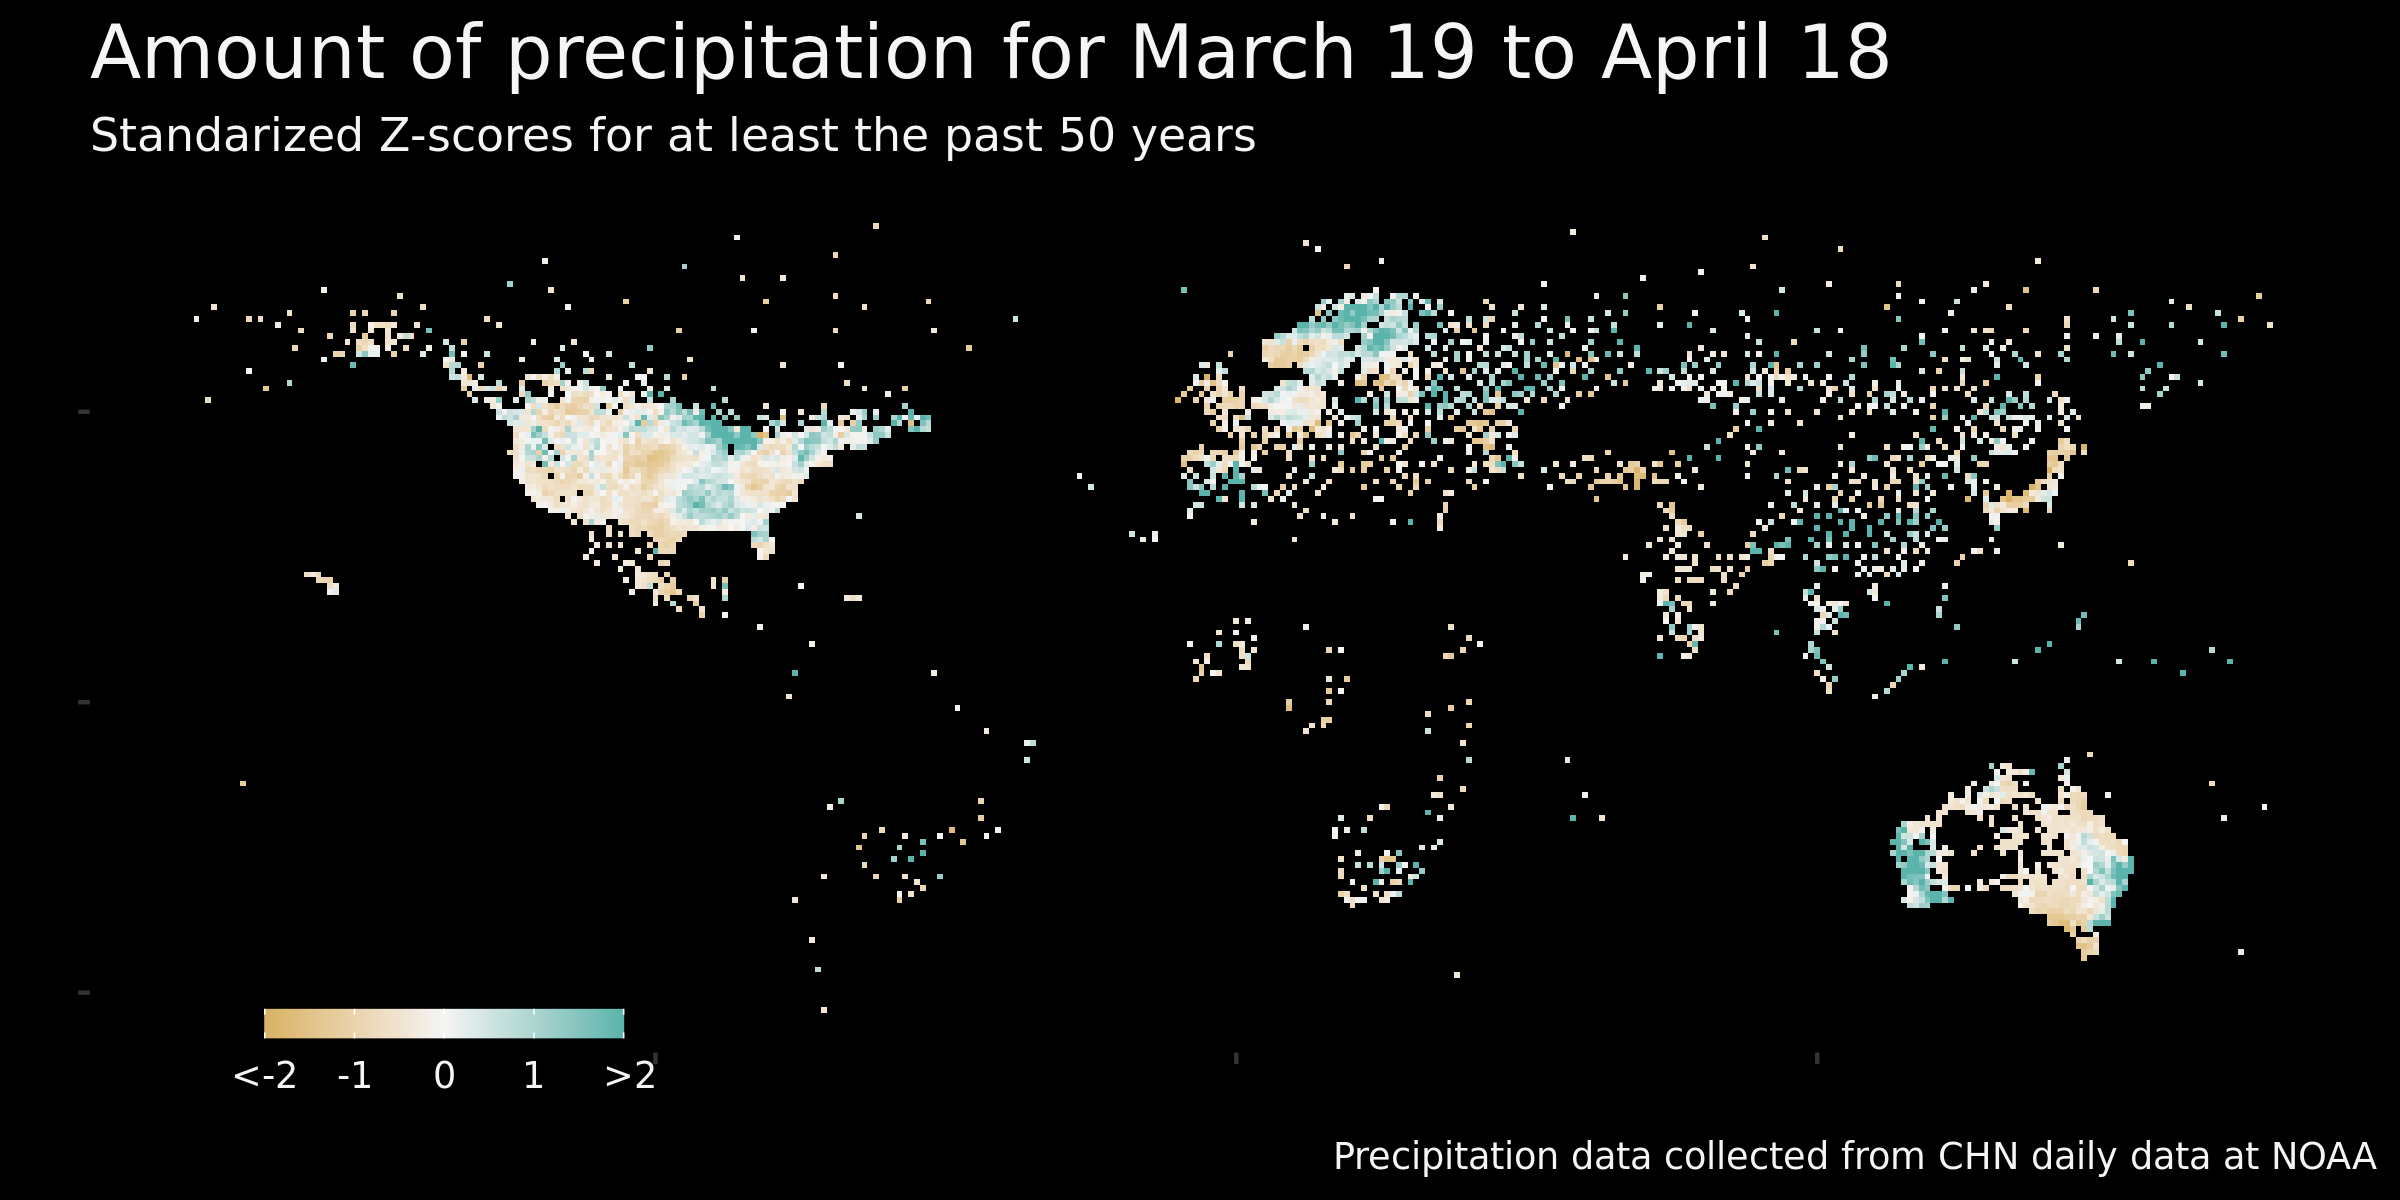 Amount of precipitation for March 19 to April 18
Standarized Z-scores for at least the past 50 years
<-2 -1 0 1 >2
Precipitation data collected from CHN daily data at NOAA